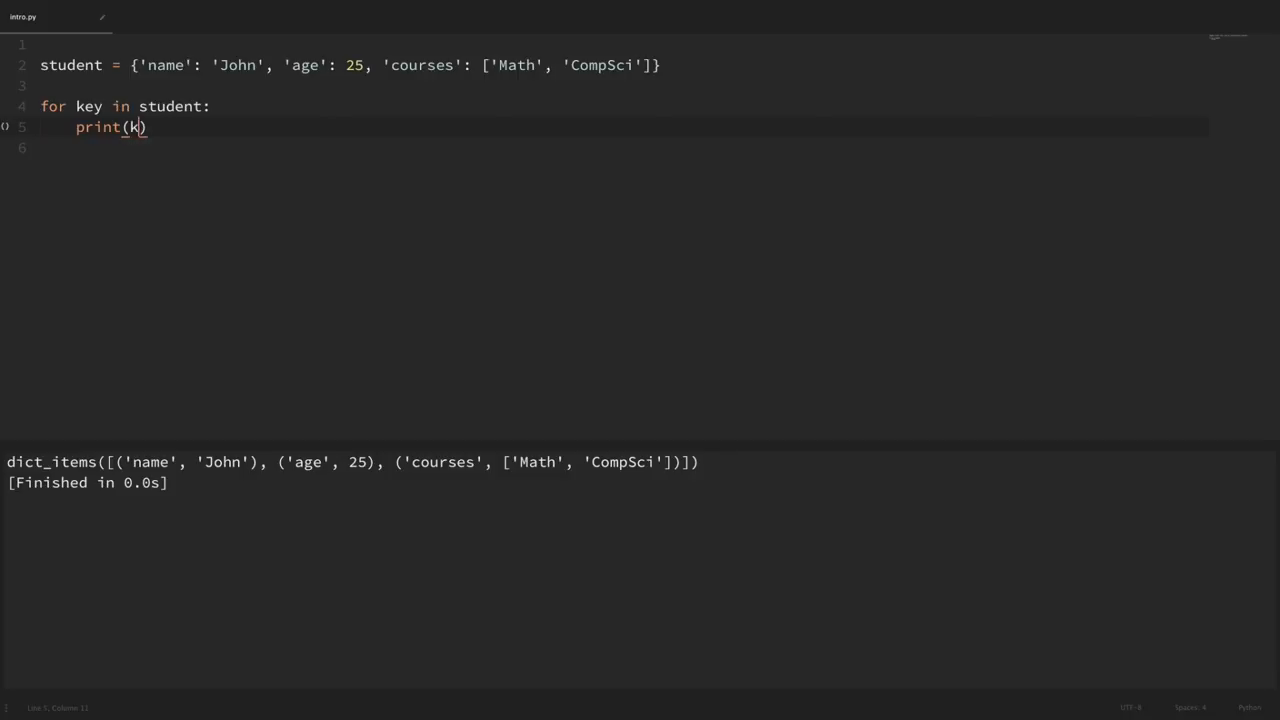 intro.py
1
2 student = {'name': 'John', 'age': 25, 'courses': ['Math', 'CompSci']}
3
4 for key in student:
5     print(k)
6
dict_items([('name', 'John'), ('age', 25), ('courses', ['Math', 'CompSci'])])
[Finished in 0.0s]
Line 5, Column 11 UTF-8 Spaces: 4 Python